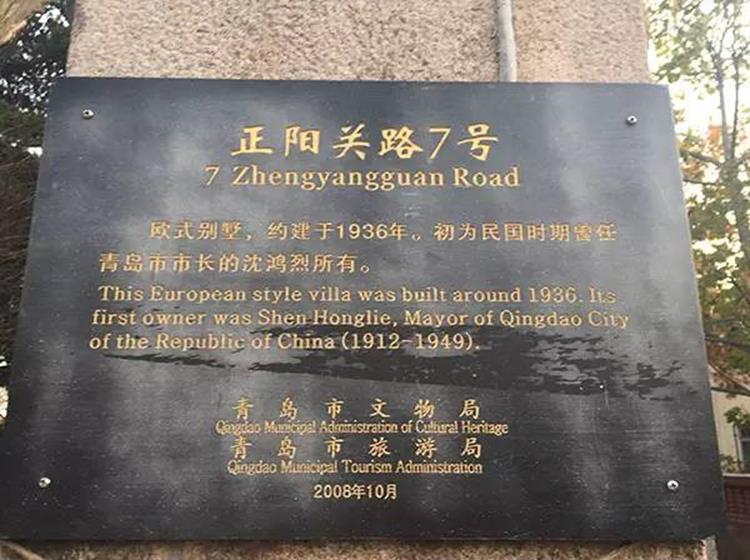 正阳关路7号
7 Zhengyangguan Road
欧式别墅，约建于1936年。初为民国时期曾任
青岛市市长的沈鸿烈所有。
This European style villa was built around 1936. Its
first owner was Shen Honglie, Mayor of Qingdao City
of the Republic of China (1912-1949).
青岛市文物局
Qingdao Municipal Administration of Cultural Heritage
青岛市旅游局
Qingdao Municipal Tourism Administration
2008年10月